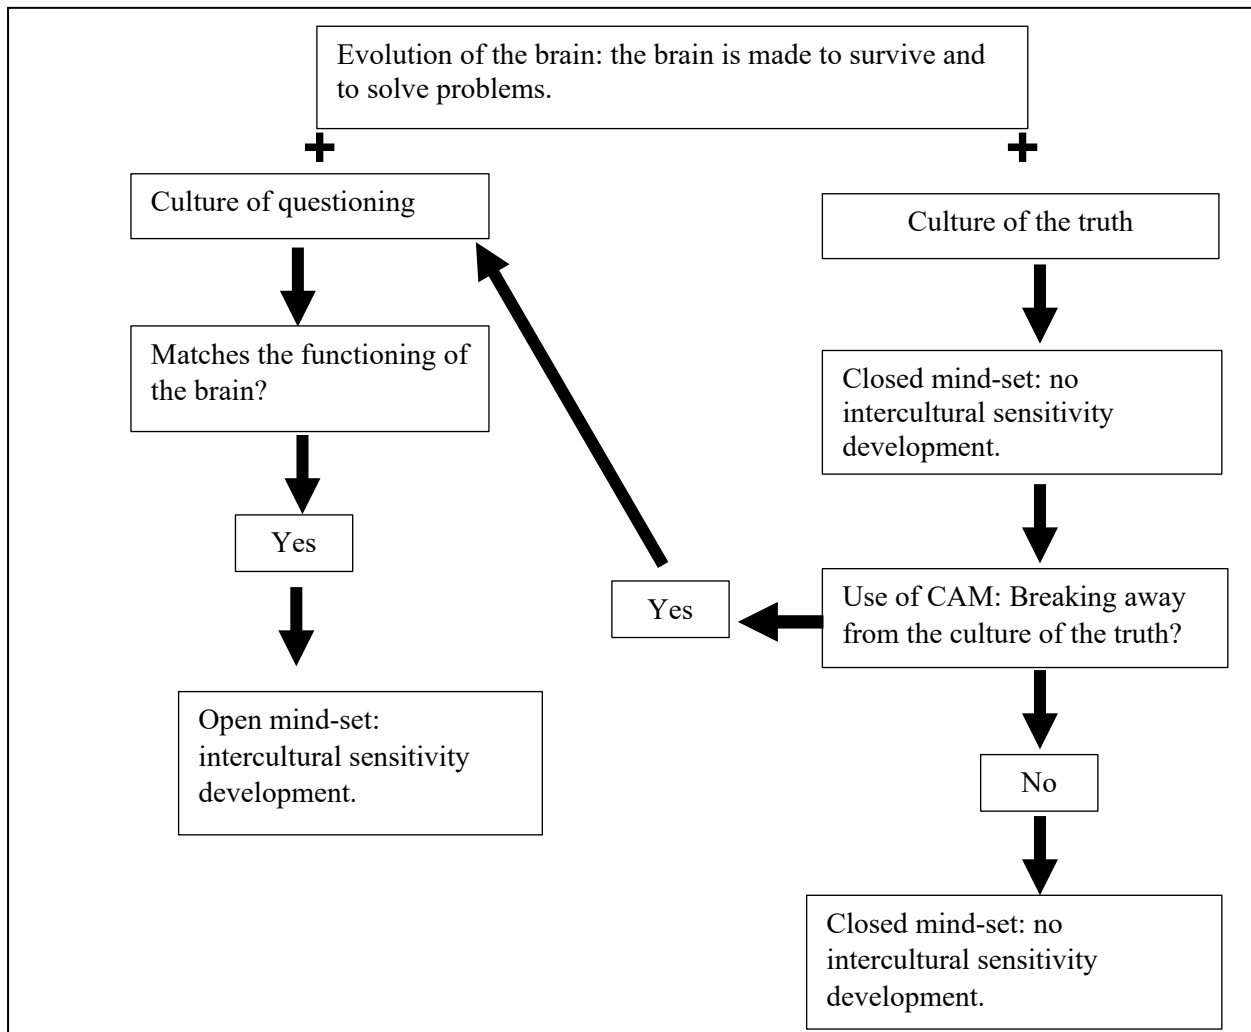 Evolution of the brain: the brain is made to survive and
to solve problems.
+
+
Culture of questioning
Matches the functioning of
the brain?
Yes
Open mind-set:
intercultural sensitivity
development.
Culture of the truth
Closed mind-set: no
intercultural sensitivity
development.
Use of CAM: Breaking away
from the culture of the truth?
Yes
No
Closed mind-set: no
intercultural sensitivity
development.